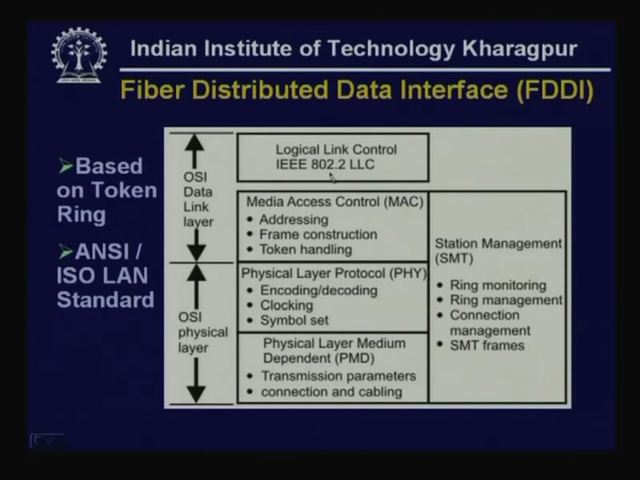 Indian Institute of Technology Kharagpur
Fiber Distributed Data Interface (FDDI)
➢Based
on Token
Ring
➢ANSI /
ISO LAN
Standard
OSI
Data
Link
layer
OSI
physical
layer
Logical Link Control
IEEE 802.2 LLC
Media Access Control (MAC)
• Addressing
• Frame construction
• Token handling
Physical Layer Protocol (PHY)
• Encoding/decoding
• Clocking
• Symbol set
Physical Layer Medium
Dependent (PMD)
• Transmission parameters
• connection and cabling
Station Management
(SMT)
• Ring monitoring
• Ring management
• Connection
management
• SMT frames